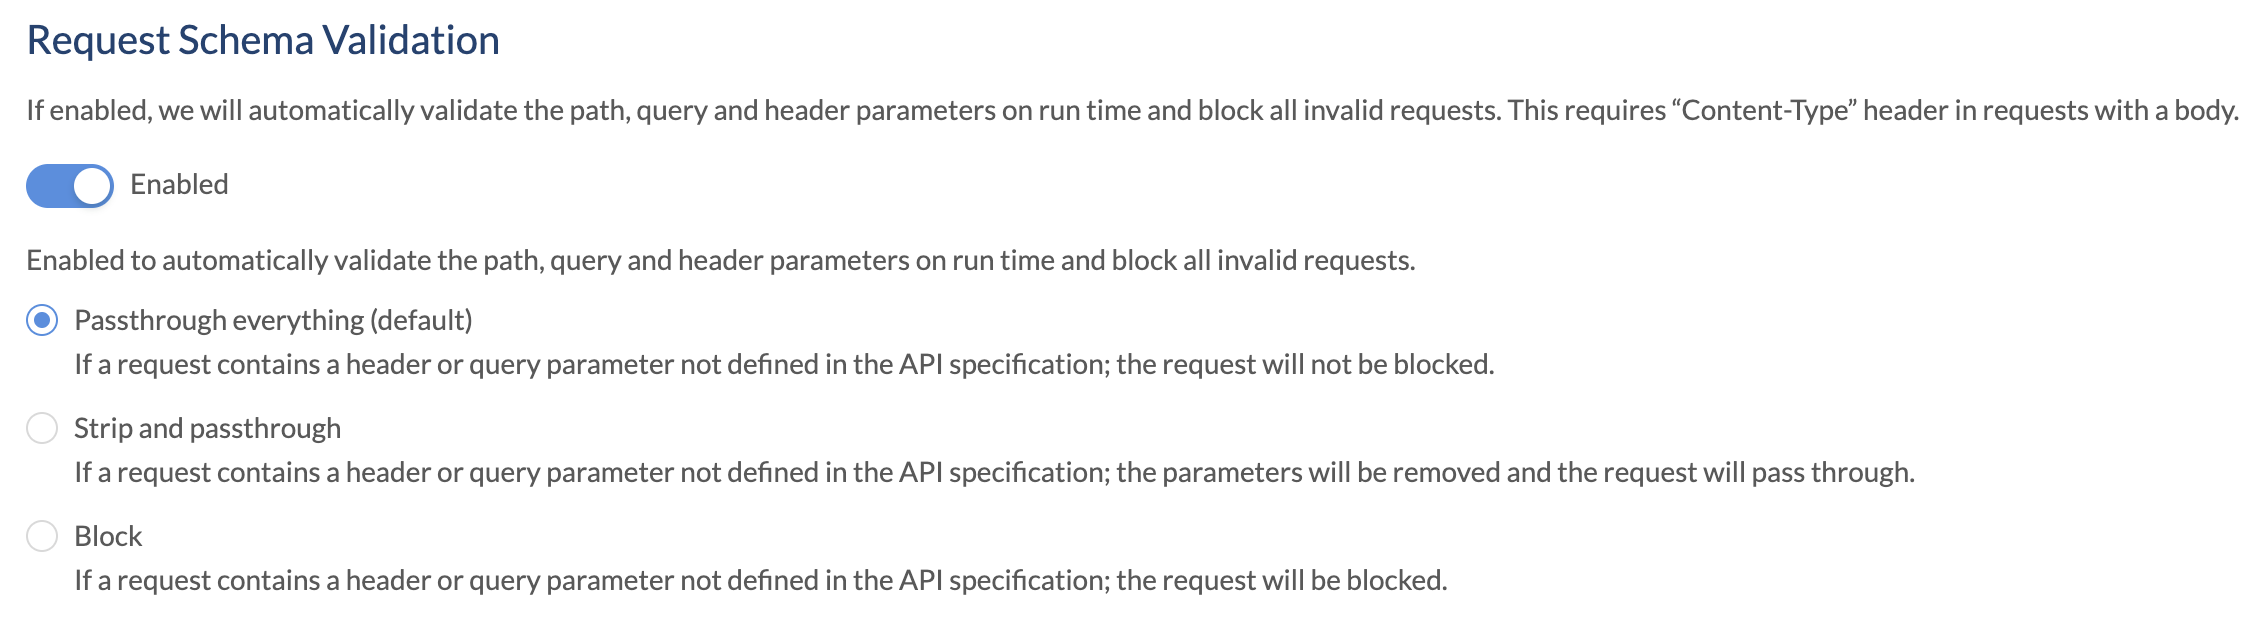 Request Schema Validation
If enabled, we will automatically validate the path, query and header parameters on run time and block all invalid requests. This requires “Content-Type” header in requests with a body.
Enabled
Enabled to automatically validate the path, query and header parameters on run time and block all invalid requests.
Passthrough everything (default)
If a request contains a header or query parameter not defined in the API specification; the request will not be blocked.
Strip and passthrough
If a request contains a header or query parameter not defined in the API specification; the parameters will be removed and the request will pass through.
Block
If a request contains a header or query parameter not defined in the API specification; the request will be blocked.